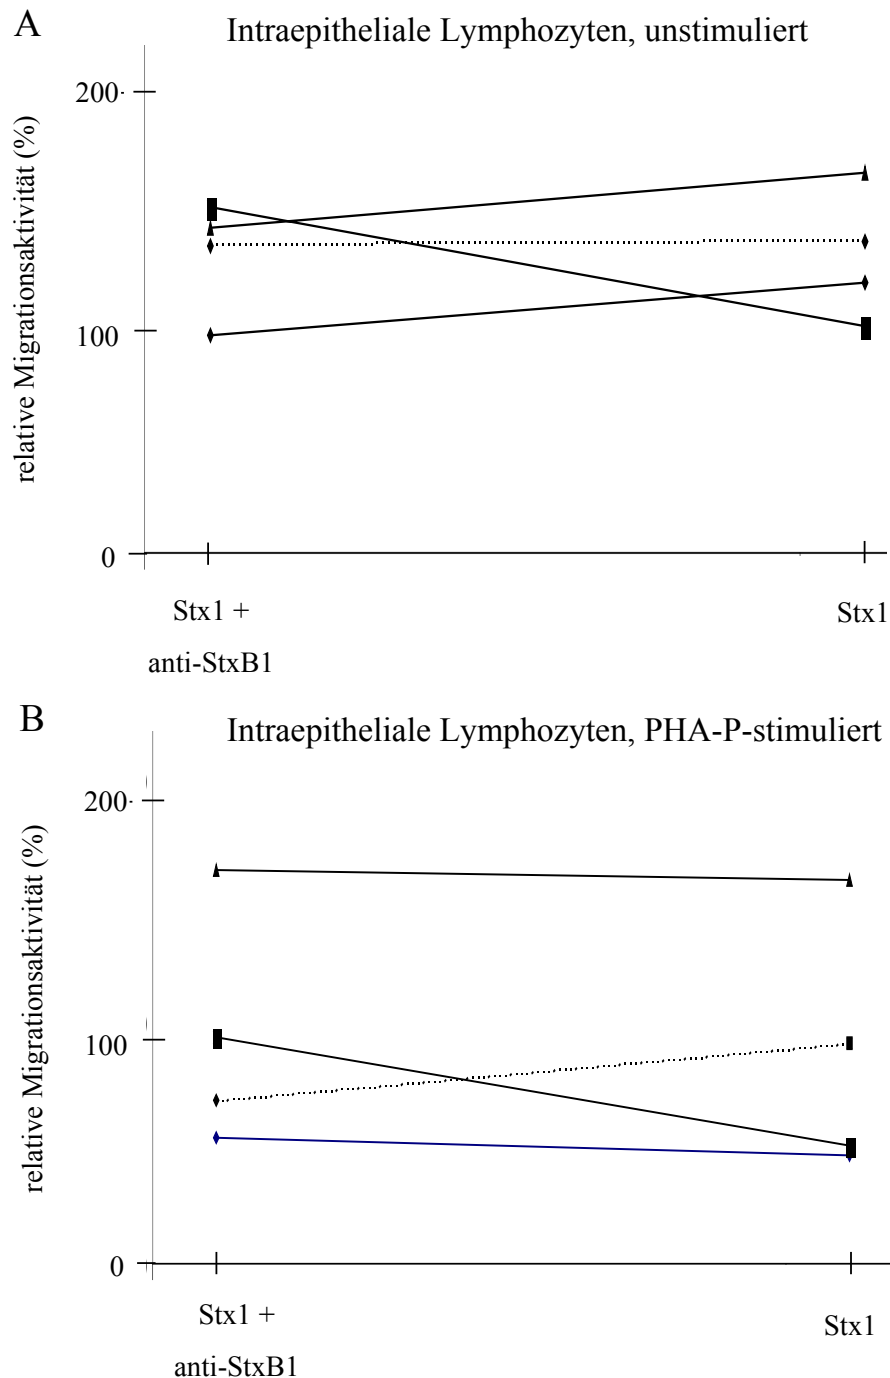 A
Intraepitheliale Lymphozyten, unstimuliert
relative Migrationsaktivität (%)
200
100
0
Stx1 +
anti-StxB1
Stx1
B
Intraepitheliale Lymphozyten, PHA-P-stimuliert
relative Migrationsaktivität (%)
200
100
0
Stx1 +
anti-StxB1
Stx1